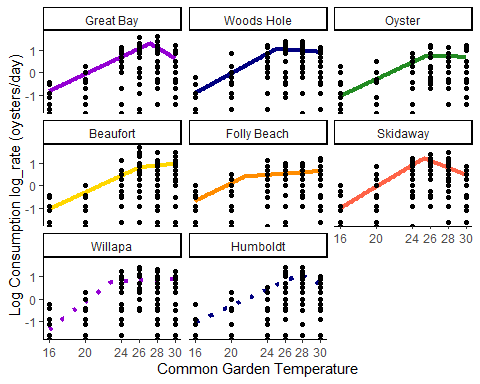 Great Bay Woods Hole Oyster
1
0
-1
Beaufort Folly Beach Skidaway
1
0
-1
16 20 24 26 28 30
Willapa Humboldt
1
0
-1
16 20 24 26 28 30 16 20 24 26 28 30
Common Garden Temperature
Log Consumption log_rate (oysters/day)